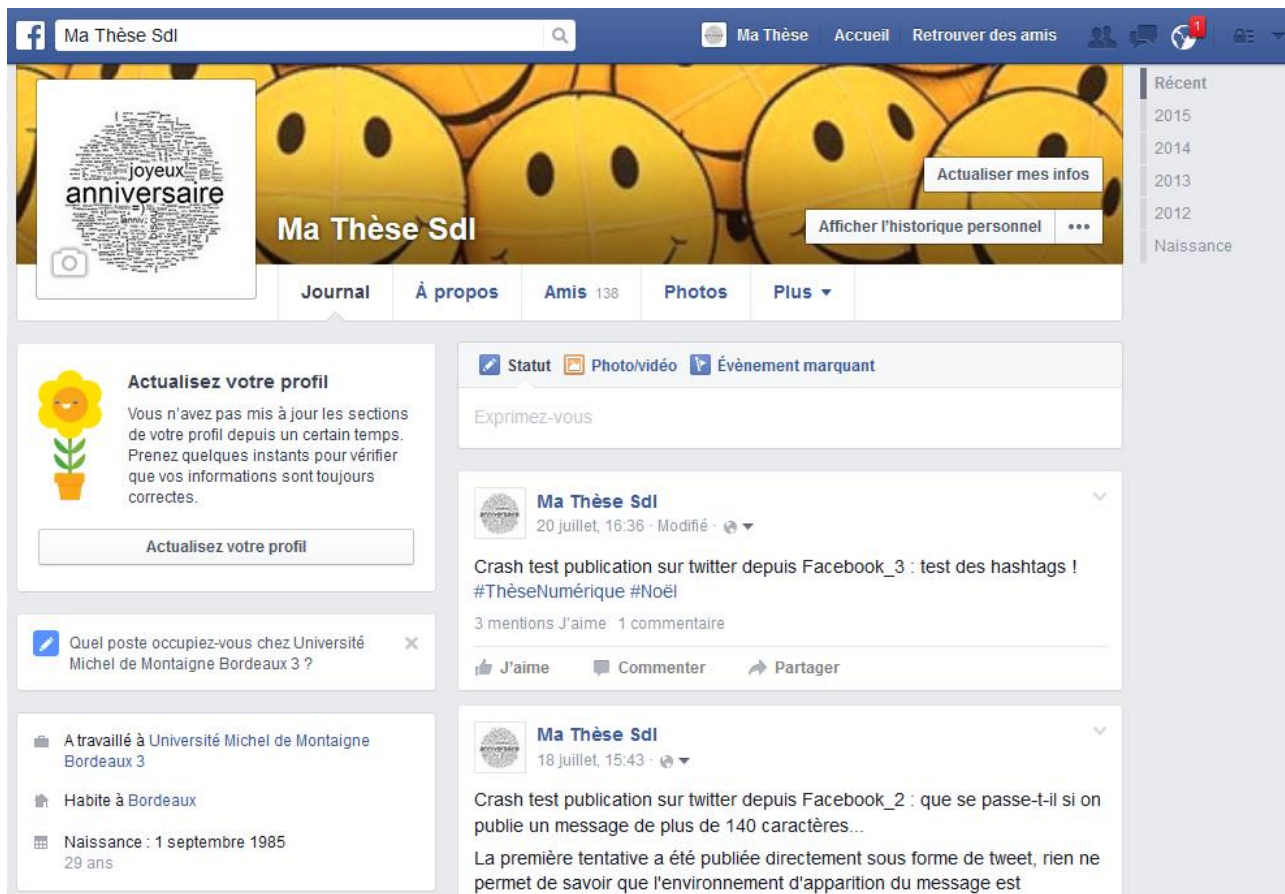 f
Ma Thèse Sdl
Ma Thèse Accueil Retrouver des amis
1
joyeux
anniversaire
Ma Thèse Sdl
Actualiser mes infos
Afficher l'historique personnel •••
Journal À propos Amis 138 Photos Plus
Récent
2015
2014
2013
2012
Naissance
Actualisez votre profil
Vous n'avez pas mis à jour les sections
de votre profil depuis un certain temps.
Prenez quelques instants pour vérifier
que vos informations sont toujours
correctes.
Actualisez votre profil
Quel poste occupiez-vous chez Université
Michel de Montaigne Bordeaux 3 ?
A travaillé à Université Michel de Montaigne
Bordeaux 3
Habite à Bordeaux
Naissance : 1 septembre 1985
29 ans
Statut Photo/vidéo Évènement marquant
Exprimez-vous
Ma Thèse Sdl
20 juillet, 16:36 · Modifié ·
Crash test publication sur twitter depuis Facebook_3 : test des hashtags !
#ThèseNumérique #Noël
3 mentions J'aime 1 commentaire
J'aime Commenter Partager
Ma Thèse Sdl
18 juillet, 15:43 ·
Crash test publication sur twitter depuis Facebook_2 : que se passe-t-il si on
publie un message de plus de 140 caractères...
La première tentative a été publiée directement sous forme de tweet, rien ne
permet de savoir que l'environnement d'apparition du message est